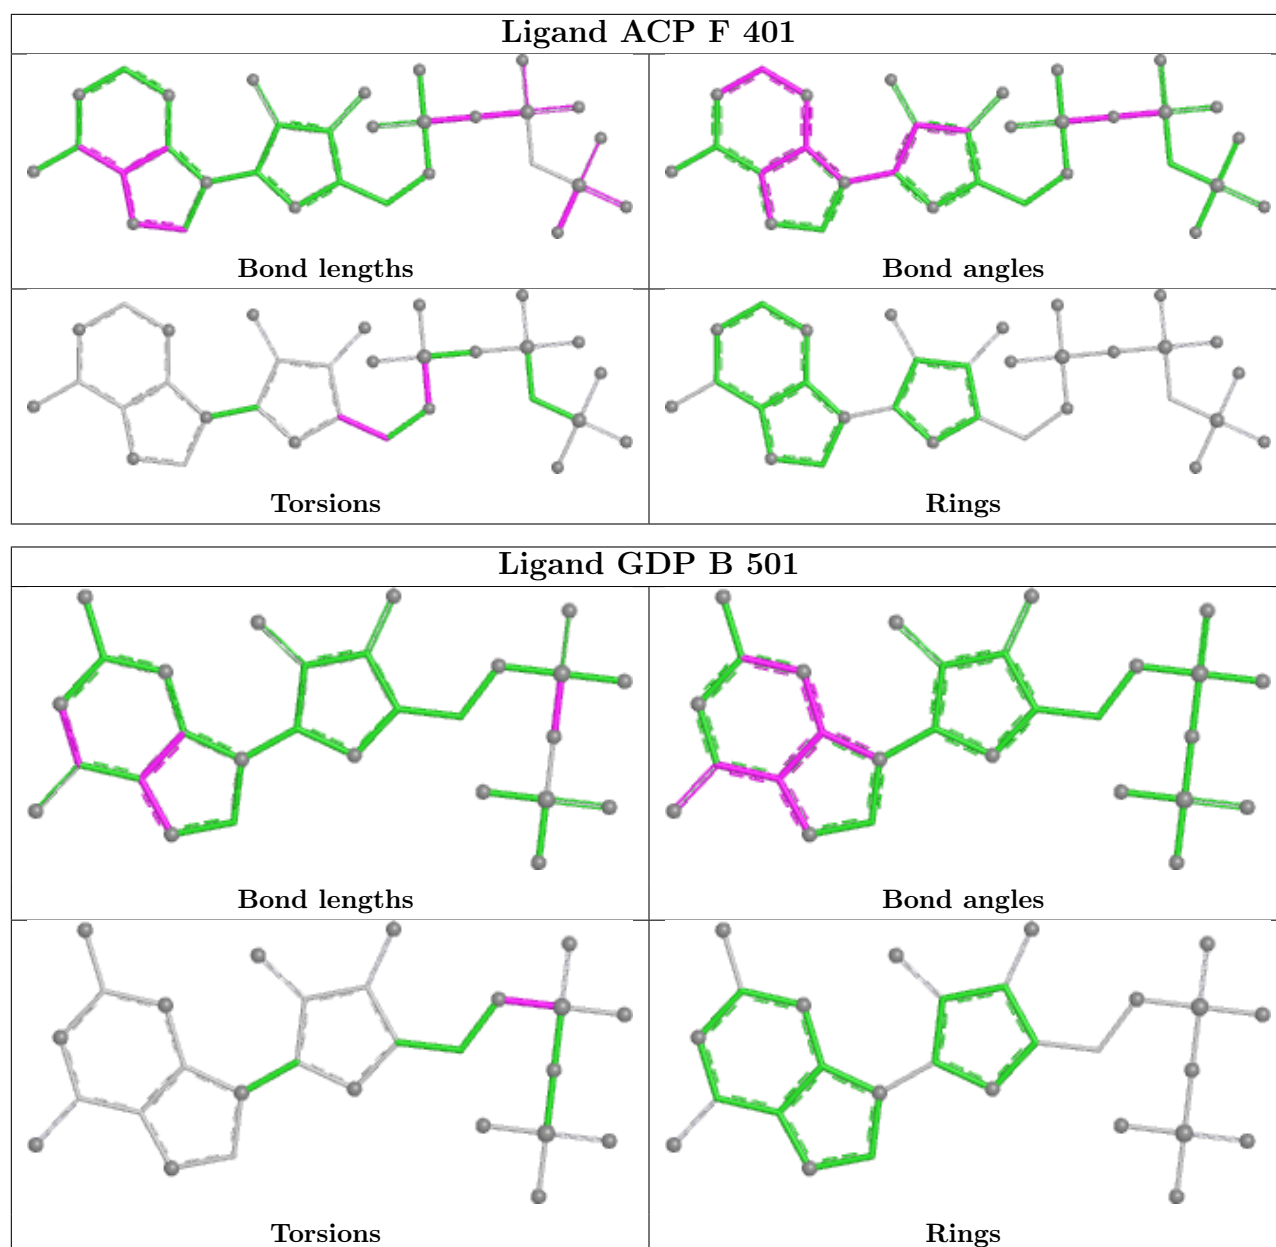 Ligand ACP F 401
Bond lengths
Bond angles
Torsions
Rings
Ligand GDP B 501
Bond lengths
Bond angles
Torsions
Rings